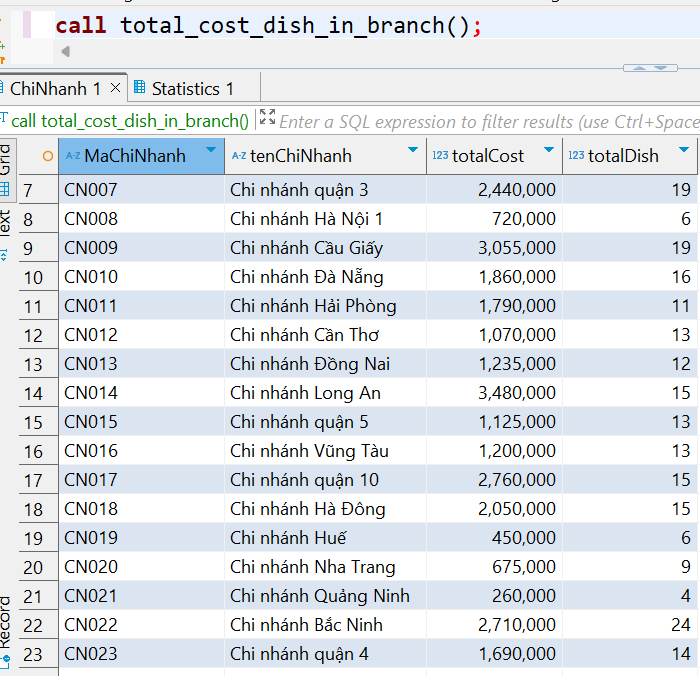 call total_cost_dish_in_branch();
ChiNhanh 1 Statistics 1
call total_cost_dish_in_branch() Enter a SQL expression to filter results (use Ctrl+Space
Grid
Text
Record
A-Z MaChiNhanh A-Z tenChiNhanh 123 totalCost 123 totalDish
7 CN007 Chi nhánh quận 3 2,440,000 19
8 CN008 Chi nhánh Hà Nội 1 720,000 6
9 CN009 Chi nhánh Cầu Giấy 3,055,000 19
10 CN010 Chi nhánh Đà Nẵng 1,860,000 16
11 CN011 Chi nhánh Hải Phòng 1,790,000 11
12 CN012 Chi nhánh Cần Thơ 1,070,000 13
13 CN013 Chi nhánh Đồng Nai 1,235,000 12
14 CN014 Chi nhánh Long An 3,480,000 15
15 CN015 Chi nhánh quận 5 1,125,000 13
16 CN016 Chi nhánh Vũng Tàu 1,200,000 13
17 CN017 Chi nhánh quận 10 2,760,000 15
18 CN018 Chi nhánh Hà Đông 2,050,000 15
19 CN019 Chi nhánh Huế 450,000 6
20 CN020 Chi nhánh Nha Trang 675,000 9
21 CN021 Chi nhánh Quảng Ninh 260,000 4
22 CN022 Chi nhánh Bắc Ninh 2,710,000 24
23 CN023 Chi nhánh quận 4 1,690,000 14